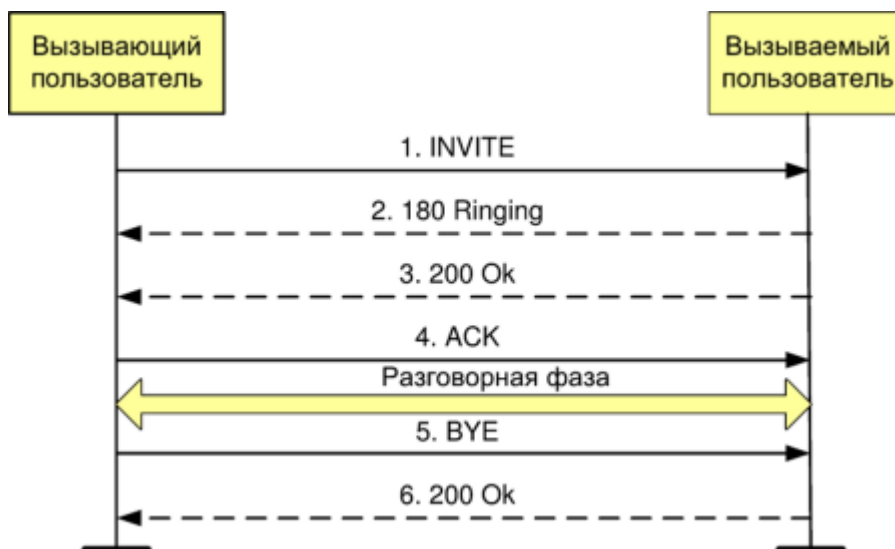 Вызывающий
пользователь
Вызываемый
пользователь
1. INVITE
2. 180 Ringing
3. 200 Ok
4. ACK
Разговорная фаза
5. BYE
6. 200 Ok